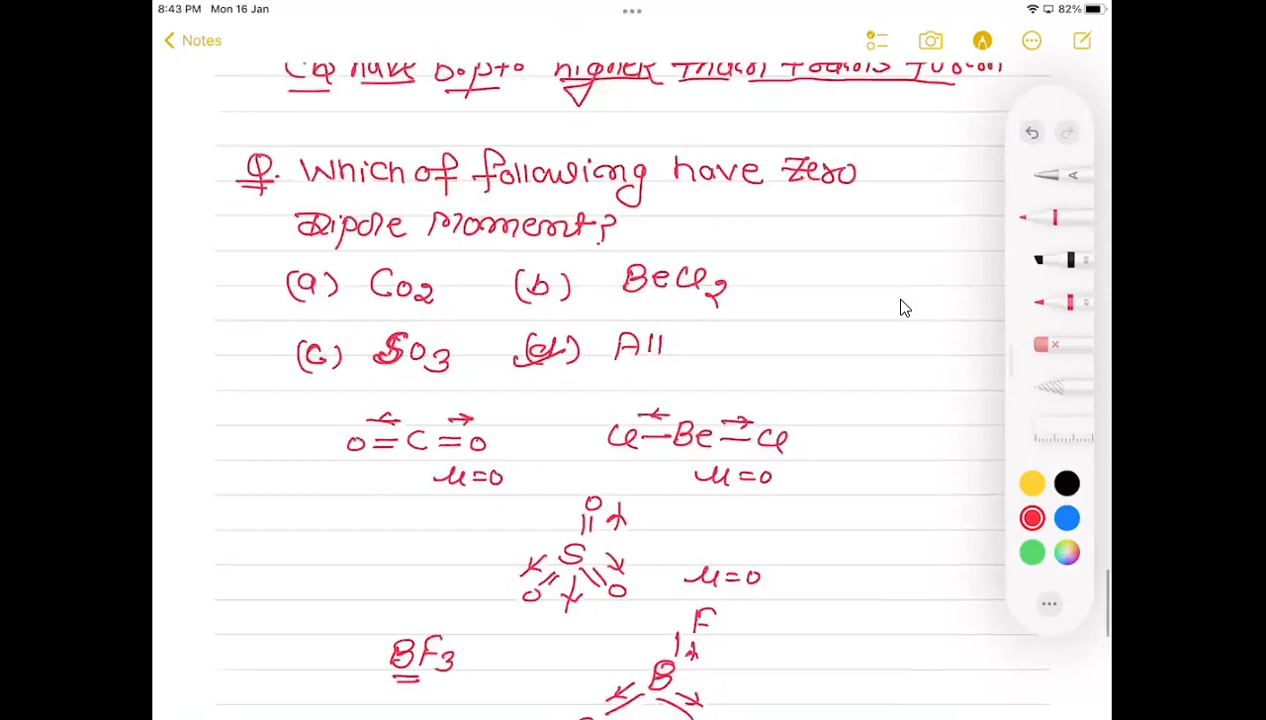 8:43 PM Mon 16 Jan
82%
Notes
have
Q. Which of following have zero
Dipole Moment?
(a) CO2 (b) BeCl2
(c) SO3 (d) All
O=C=O Cl-Be-Cl
μ=0 μ=0
O
S
O O μ=0
F
BF3
B